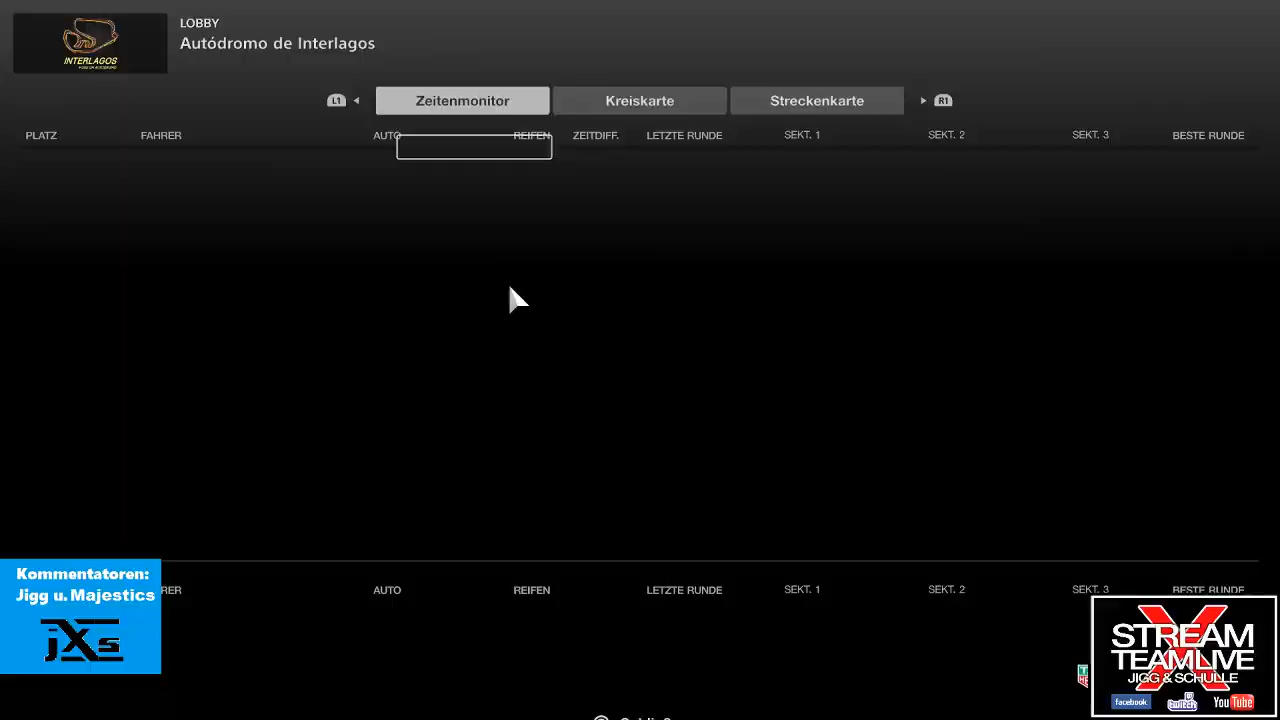 LOBBY
Autódromo de Interlagos
INTERLAGOS
L1 Zeitenmonitor Kreiskarte Streckenkarte R1
PLATZ FAHRER AUTO REIFEN ZEITDIFF. LETZTE RUNDE SEKT. 1 SEKT. 2 SEKT. 3 BESTE RUNDE
RER AUTO REIFEN LETZTE RUNDE SEKT. 1 SEKT. 2 SEKT. 3 BESTE RUNDE
Kommentatoren:
Jigg u. Majestics
jXs
X
STREAM
TEAMLIVE
JIGG & SCHULLE
facebook twitch YouTube